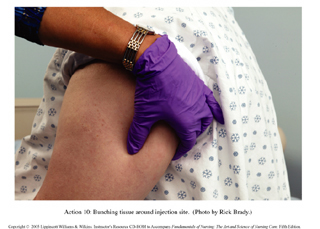 Action 10: Bunching tissue around injection site. (Photo by Rick Brady.)
Copyright © 2005 Lippincott Williams & Wilkins. Instructor's Resource CD-ROM to Accompany Fundamentals of Nursing: The Art and Science of Nursing Care, Fifth Edition.